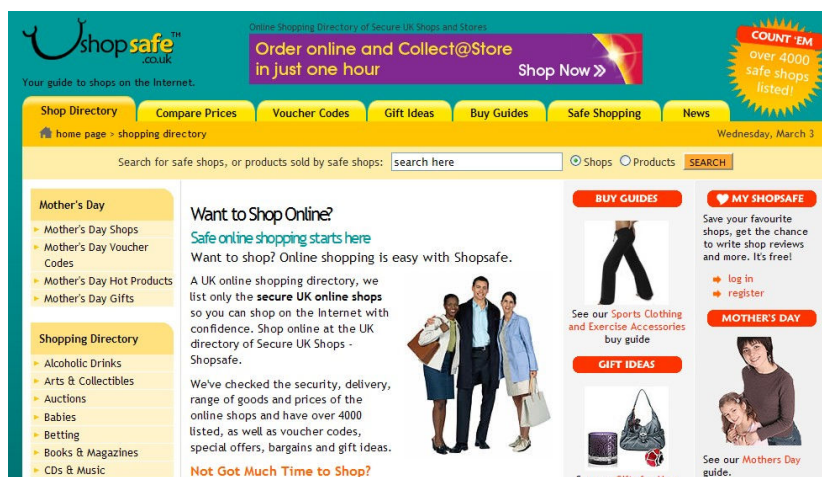 Online Shopping Directory of Secure UK Shops and Stores
Ushopsafe™
.co.uk
Your guide to shops on the Internet.
Order online and Collect@Store
in just one hour
Shop Now »
COUNT 'EM
over 4000
safe shops
listed!
Shop Directory
Compare Prices
Voucher Codes
Gift Ideas
Buy Guides
Safe Shopping
News
home page > shopping directory
Wednesday, March 3
Search for safe shops, or products sold by safe shops:
search here
Shops
Products
SEARCH
Mother's Day
Mother's Day Shops
Mother's Day Voucher
Codes
Mother's Day Hot Products
Mother's Day Gifts
Shopping Directory
Alcoholic Drinks
Arts & Collectibles
Auctions
Babies
Betting
Books & Magazines
CDs & Music
Want to Shop Online?
Safe online shopping starts here
Want to shop? Online shopping is easy with Shopsafe.
A UK online shopping directory, we
list only the secure UK online shops
so you can shop on the Internet with
confidence. Shop online at the UK
directory of Secure UK Shops -
Shopsafe.
We've checked the security, delivery,
range of goods and prices of the
online shops and have over 4000
listed, as well as voucher codes,
special offers, bargains and gift ideas.
Not Got Much Time to Shop?
BUY GUIDES
See our Sports Clothing
and Exercise Accessories
buy guide
GIFT IDEAS
MY SHOPSAFE
Save your favourite
shops, get the chance
to write shop reviews
and more. It's free!
log in
register
MOTHER'S DAY
See our Mothers Day
guide.